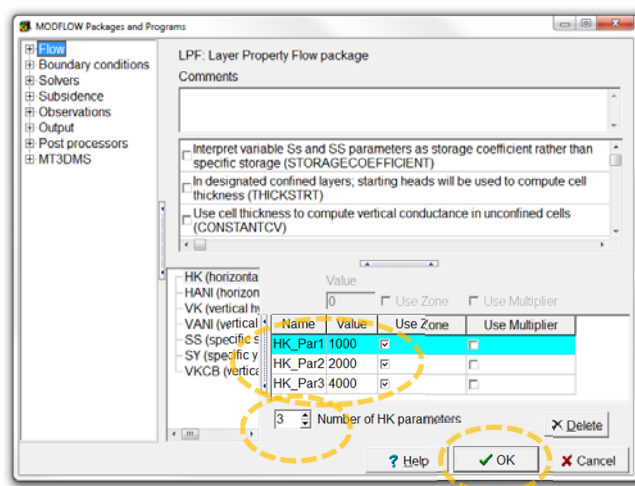 MODFLOW Packages and Programs
Flow
Boundary conditions
Solvers
Subsidence
Observations
Output
Post processors
MT3DMS
LPF: Layer Property Flow package
Comments
Interpret variable Ss and SS parameters as storage coefficient rather than
specific storage (STORAGECOEFFICIENT)
In designated confined layers; starting heads will be used to compute cell
thickness (THICKSTRT)
Use cell thickness to compute vertical conductance in unconfined cells
(CONSTANTCV)
HK (horizonta
HANI (horizon
VK (vertical hy
VANI (vertical
SS (specific s
SY (specific y
VKCB (vertica
Value
0 Use Zone Use Multiplier
Name Value Use Zone Use Multiplier
HK_Par1 1000
HK_Par2 2000
HK_Par3 4000
3 Number of HK parameters
Delete
? Help OK Cancel